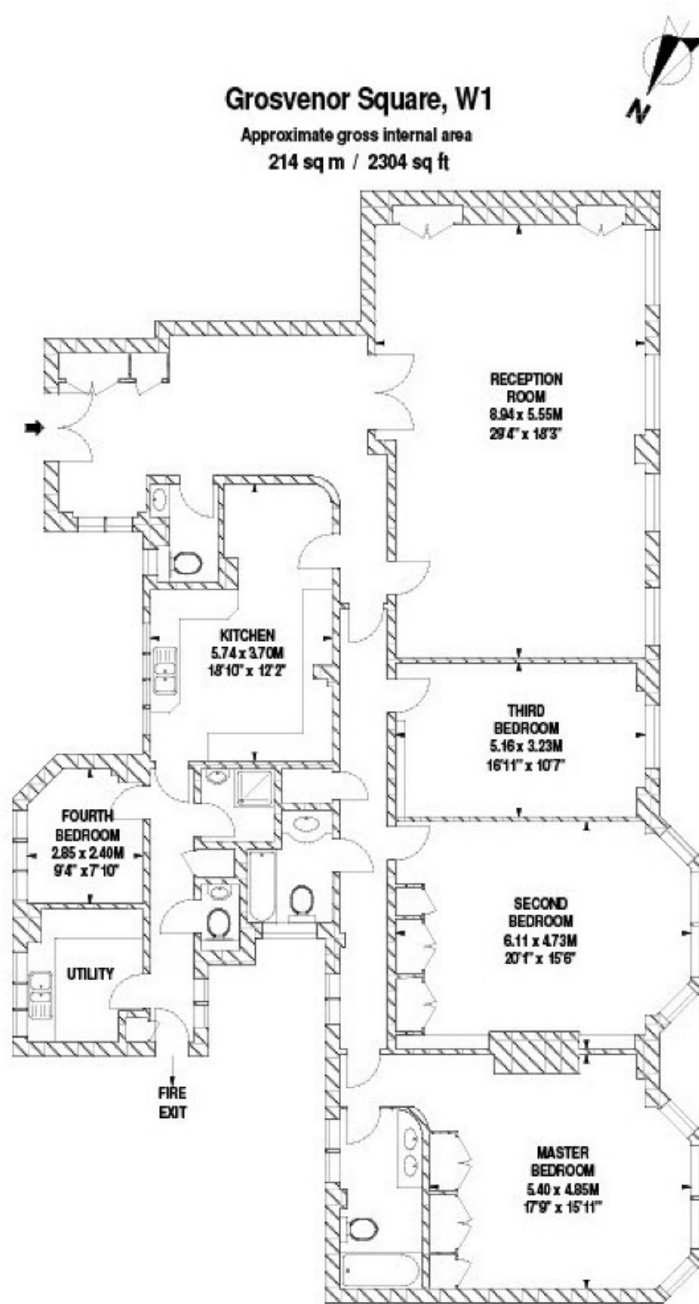 N
Grosvenor Square, W1
Approximate gross internal area
214 sq m / 2304 sq ft
RECEPTION
ROOM
8.94 x 5.55M
29'4" x 18'3"
KITCHEN
5.74 x 3.70M
18'10" x 12'2"
THIRD
BEDROOM
5.16 x 3.23M
16'11" x 10'7"
FOURTH
BEDROOM
2.85 x 2.40M
9'4" x 7'10"
SECOND
BEDROOM
6.11 x 4.73M
20'1" x 15'6"
UTILITY
FIRE
EXIT
MASTER
BEDROOM
5.40 x 4.85M
17'9" x 15'11"